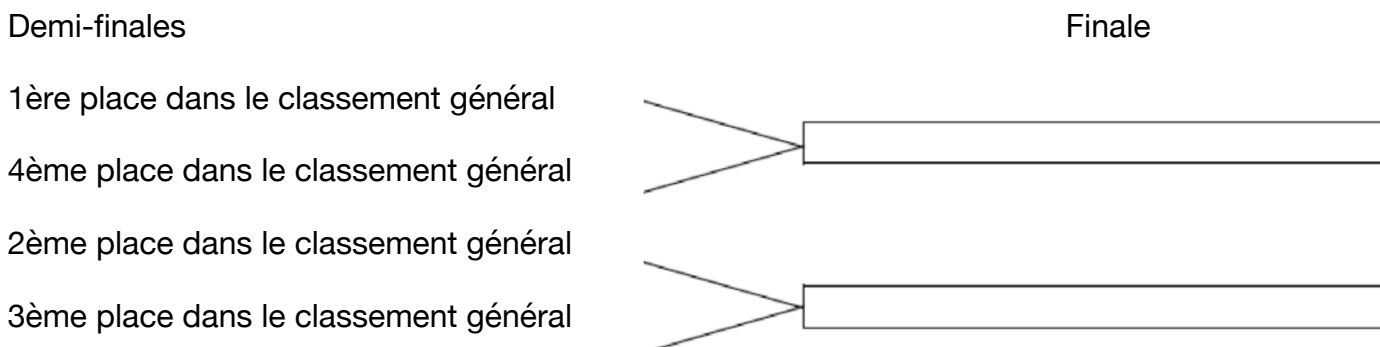 Demi-finales Finale
1ère place dans le classement général
4ème place dans le classement général
2ème place dans le classement général
3ème place dans le classement général